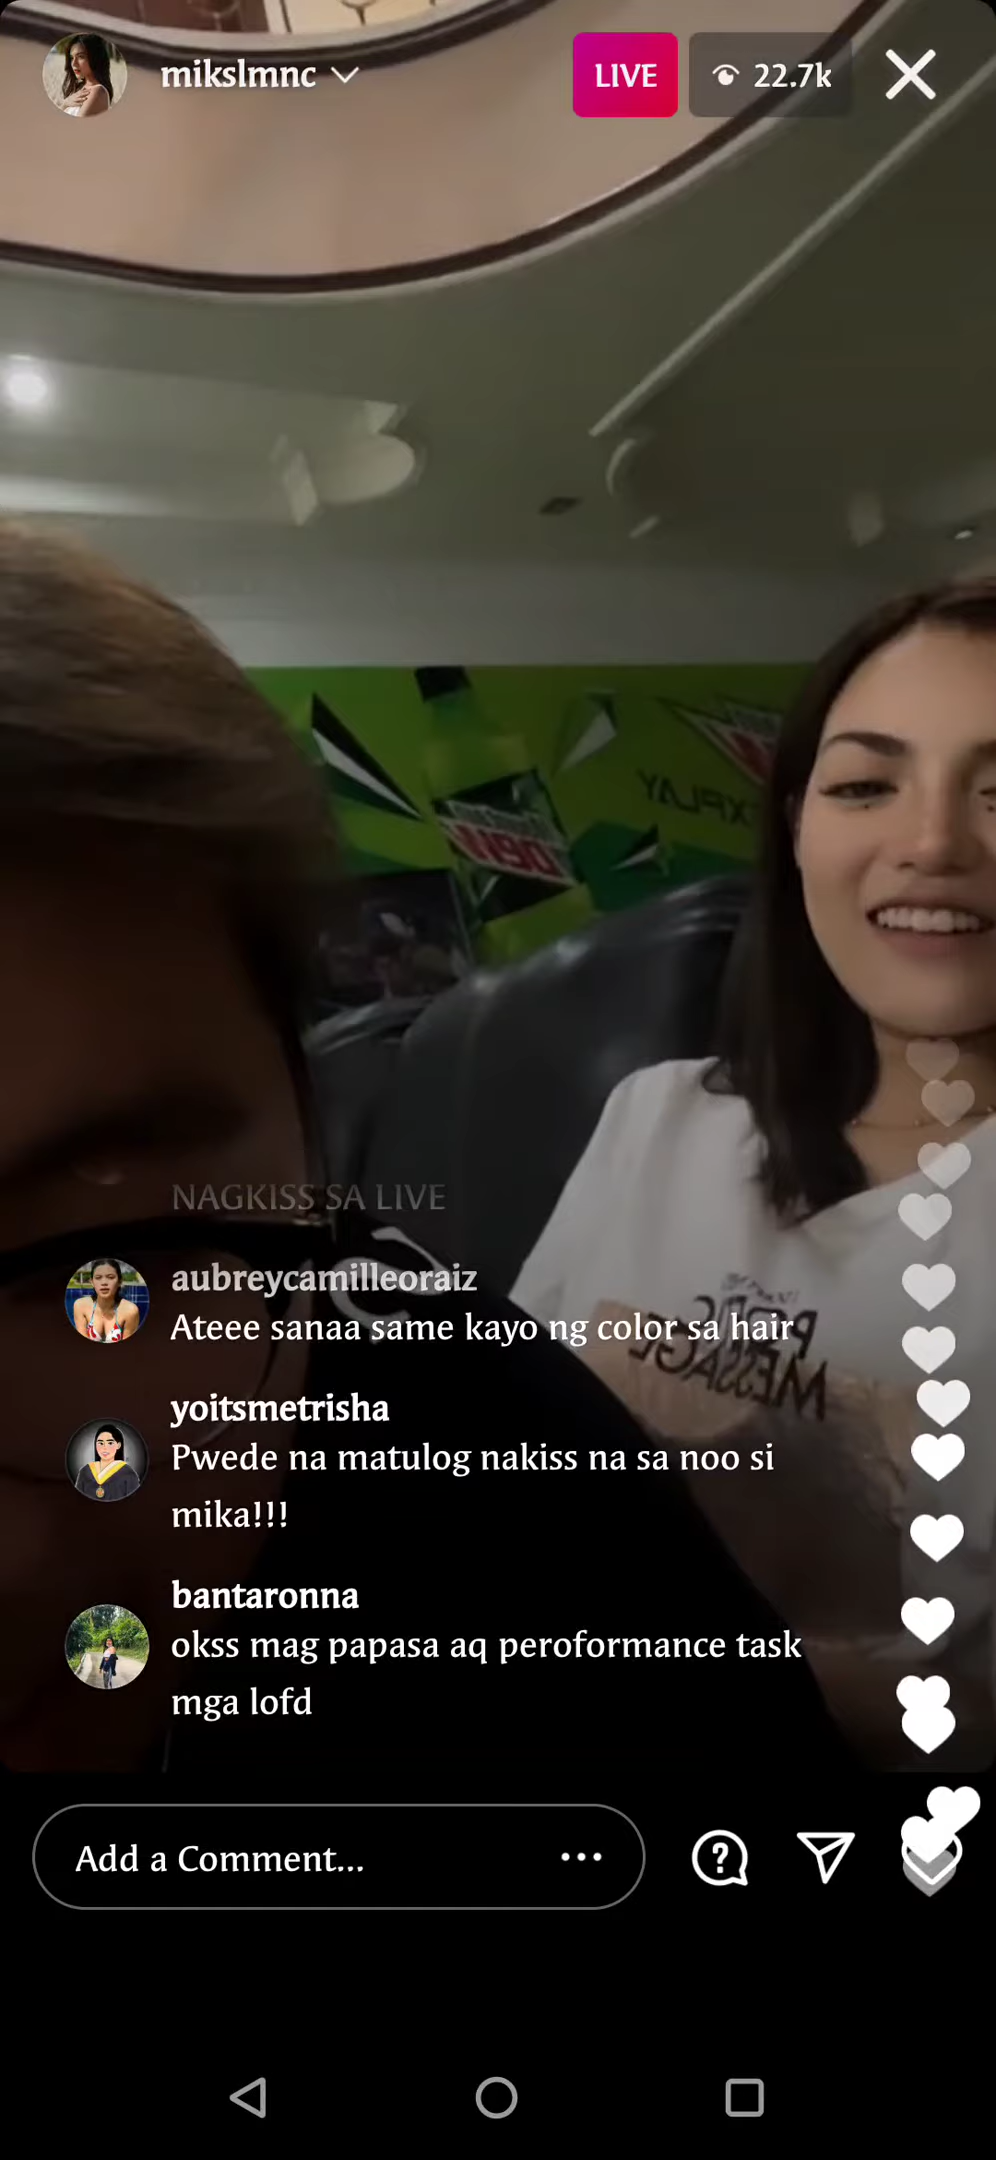 mikslmnc
LIVE
22.7k
NAGKISS SA LIVE
aubreycamilleoraiz
Ateee sanaa same kayo ng color sa hair
yoitsmetrisha
Pwede na matulog nakiss na sa noo si
mika!!!
bantaronna
okss mag papasa aq peroformance task
mga lofd
Add a Comment...
MESSAGE